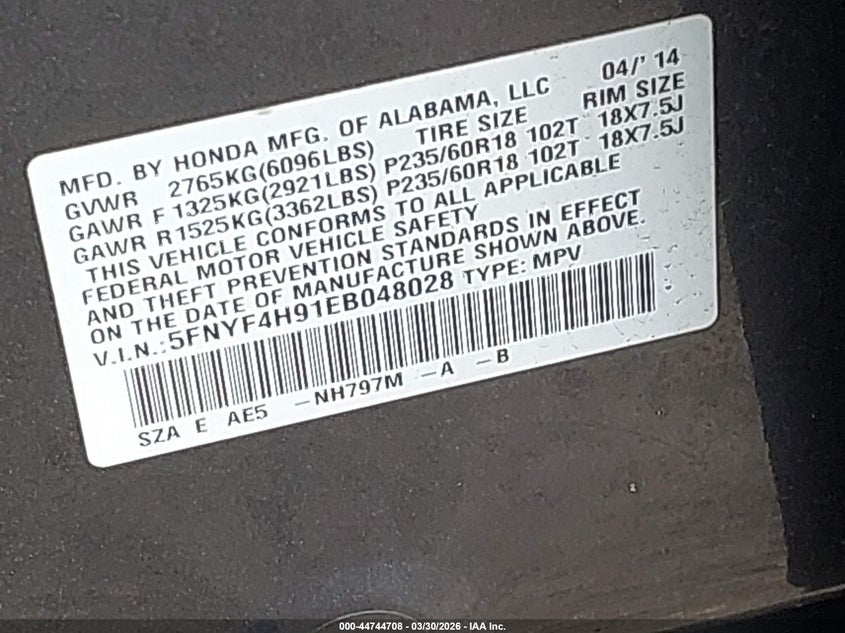 MFD. BY HONDA MFG. OF ALABAMA, LLC 04/' 14
GVWR 2765KG(6096LBS) TIRE SIZE RIM SIZE
GAWR F 1325KG(2921LBS) P235/60R18 102T 18X7.5J
GAWR R1525KG(3362LBS) P235/60R18 102T 18X7.5J
THIS VEHICLE CONFORMS TO ALL APPLICABLE
FEDERAL MOTOR VEHICLE SAFETY
AND THEFT PREVENTION STANDARDS IN EFFECT
ON THE DATE OF MANUFACTURE SHOWN ABOVE.
V.I.N.:5FNYF4H91EB048028 TYPE: MPV
SZA E AE5 -NH797M -A -B
000-44744708 - 03/30/2026 - IAA Inc.